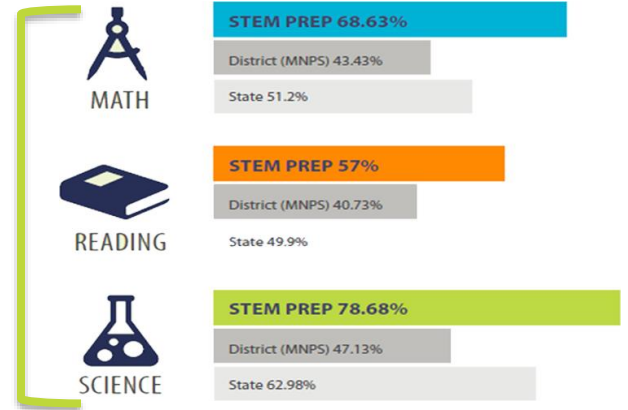 STEM PREP 68.63%
District (MNPS) 43.43%
State 51.2%
MATH
STEM PREP 57%
District (MNPS) 40.73%
State 49.9%
READING
STEM PREP 78.68%
District (MNPS) 47.13%
State 62.98%
SCIENCE